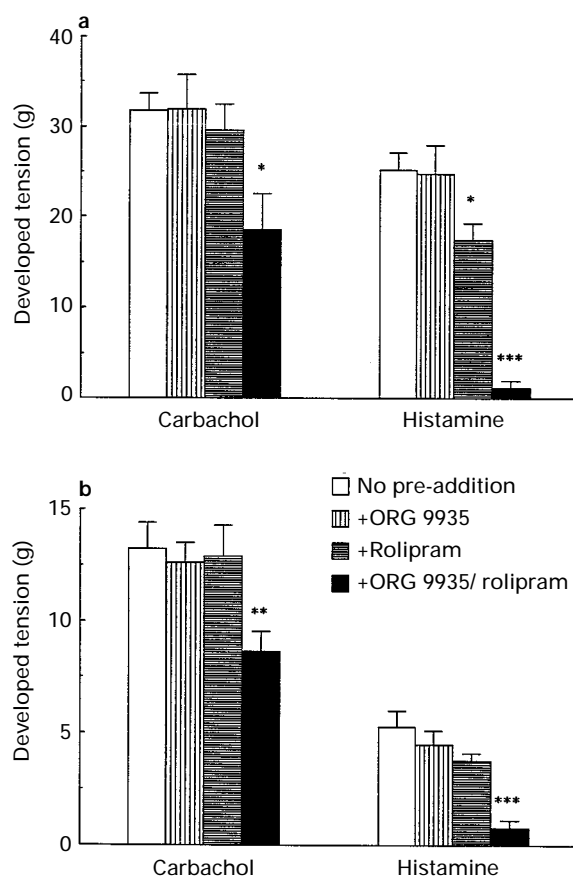 a
40
30
20
10
0
Developed tension (g)
*
*
***
Carbachol
Histamine
b
15
10
5
0
Developed tension (g)
No pre-addition
+ORG 9935
+Rolipram
+ORG 9935/ rolipram
**
***
Carbachol
Histamine